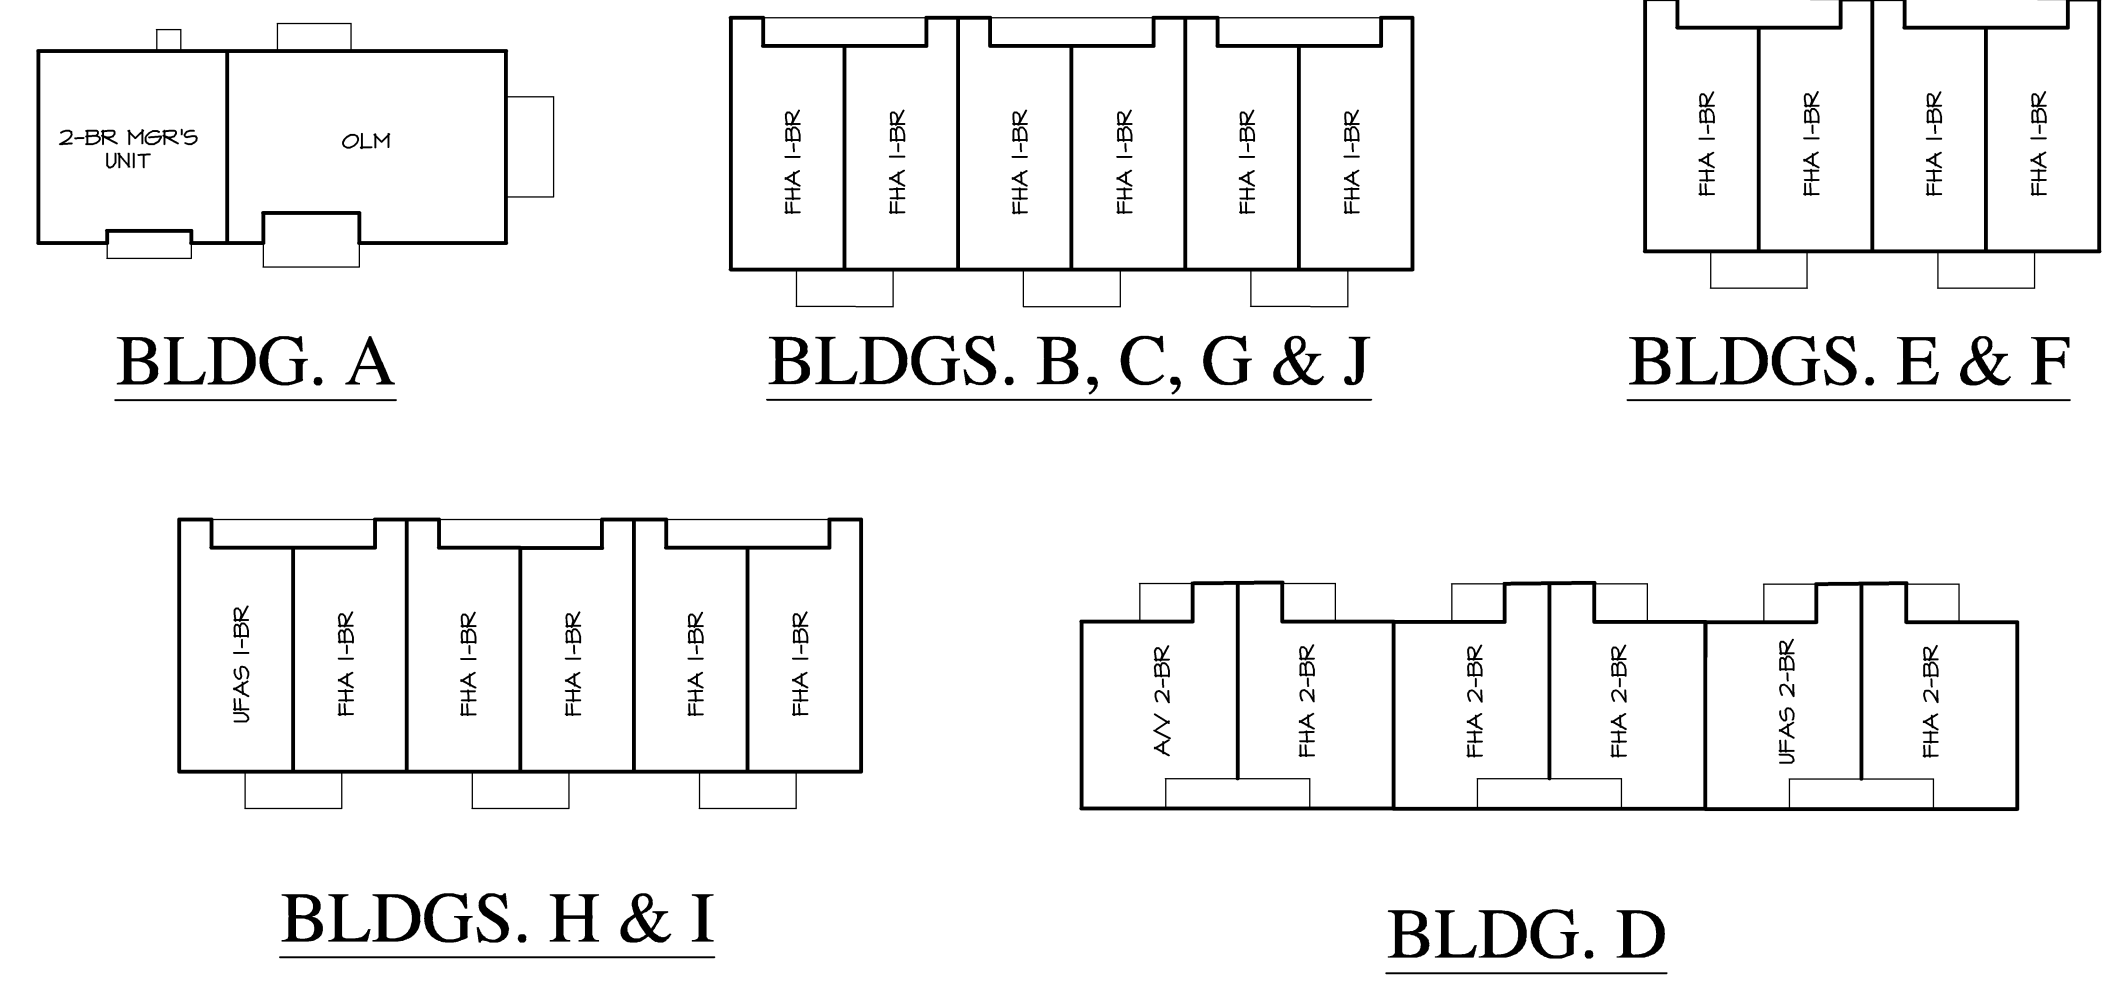 2-BR MGR'S
UNIT
OLM
BLDG. A
FHA 1-BR
FHA 1-BR
FHA 1-BR
FHA 1-BR
FHA 1-BR
FHA 1-BR
BLDGS. B, C, G & J
FHA 1-BR
FHA 1-BR
FHA 1-BR
FHA 1-BR
BLDGS. E & F
UFAS 1-BR
FHA 1-BR
FHA 1-BR
FHA 1-BR
FHA 1-BR
FHA 1-BR
BLDGS. H & I
A/V 2-BR
FHA 2-BR
FHA 2-BR
FHA 2-BR
UFAS 2-BR
FHA 2-BR
BLDG. D